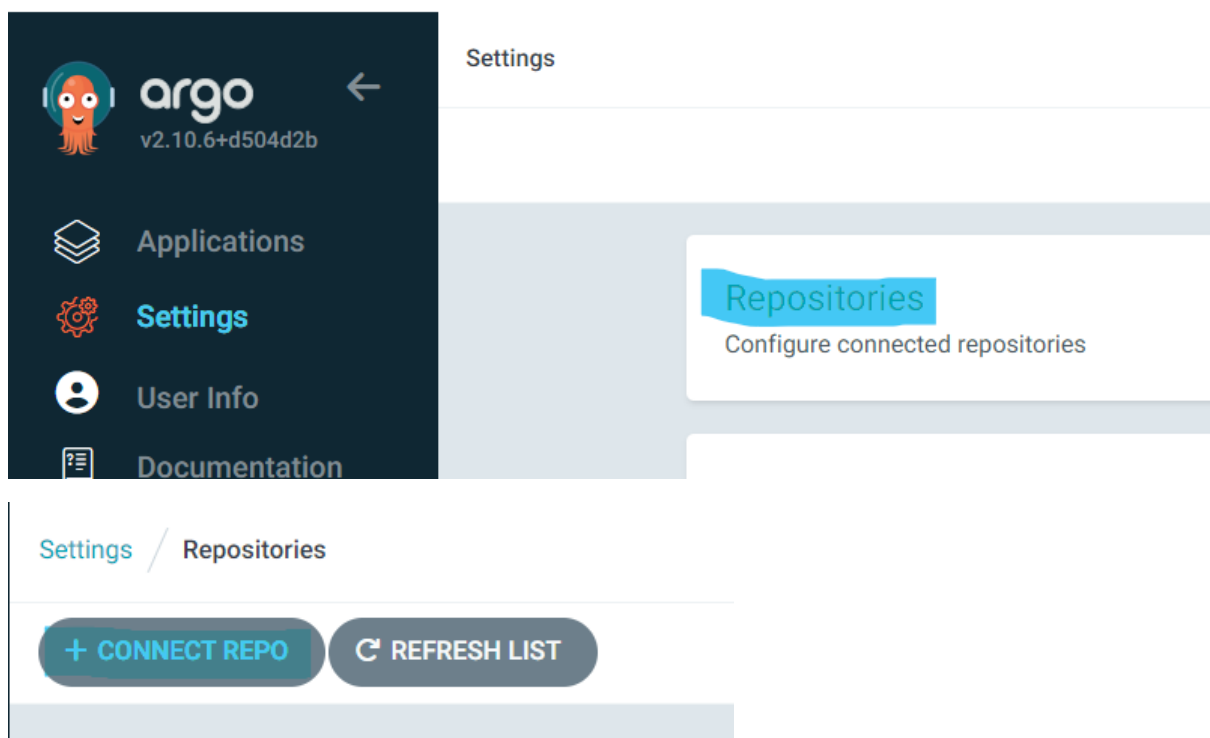 Settings
argo
v2.10.6+d504d2b
Applications
Settings
User Info
Documentation
Repositories
Configure connected repositories
Settings / Repositories
+ CONNECT REPO
REFRESH LIST